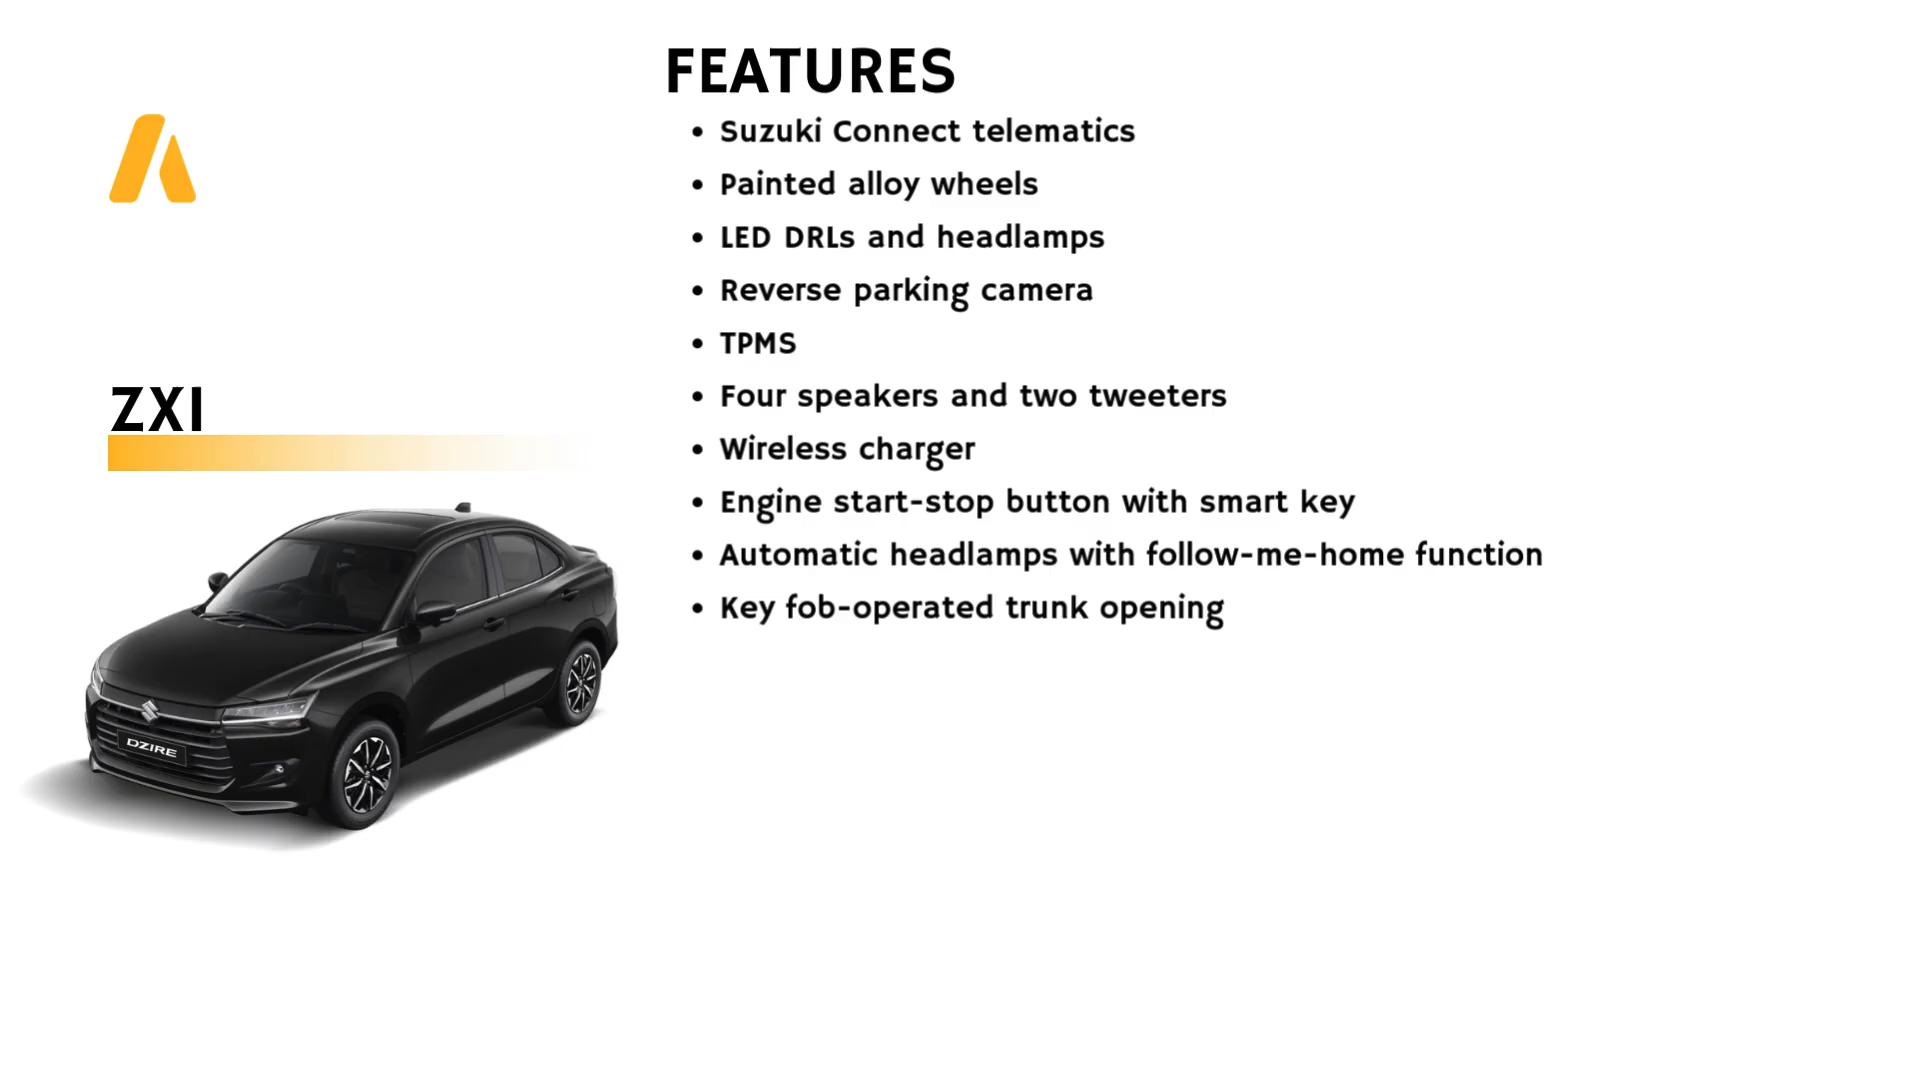 FEATURES
• Suzuki Connect telematics
• Painted alloy wheels
• LED DRLs and headlamps
• Reverse parking camera
• TPMS
• Four speakers and two tweeters
• Wireless charger
• Engine start-stop button with smart key
• Automatic headlamps with follow-me-home function
• Key fob-operated trunk opening
ZXI
DZIRE